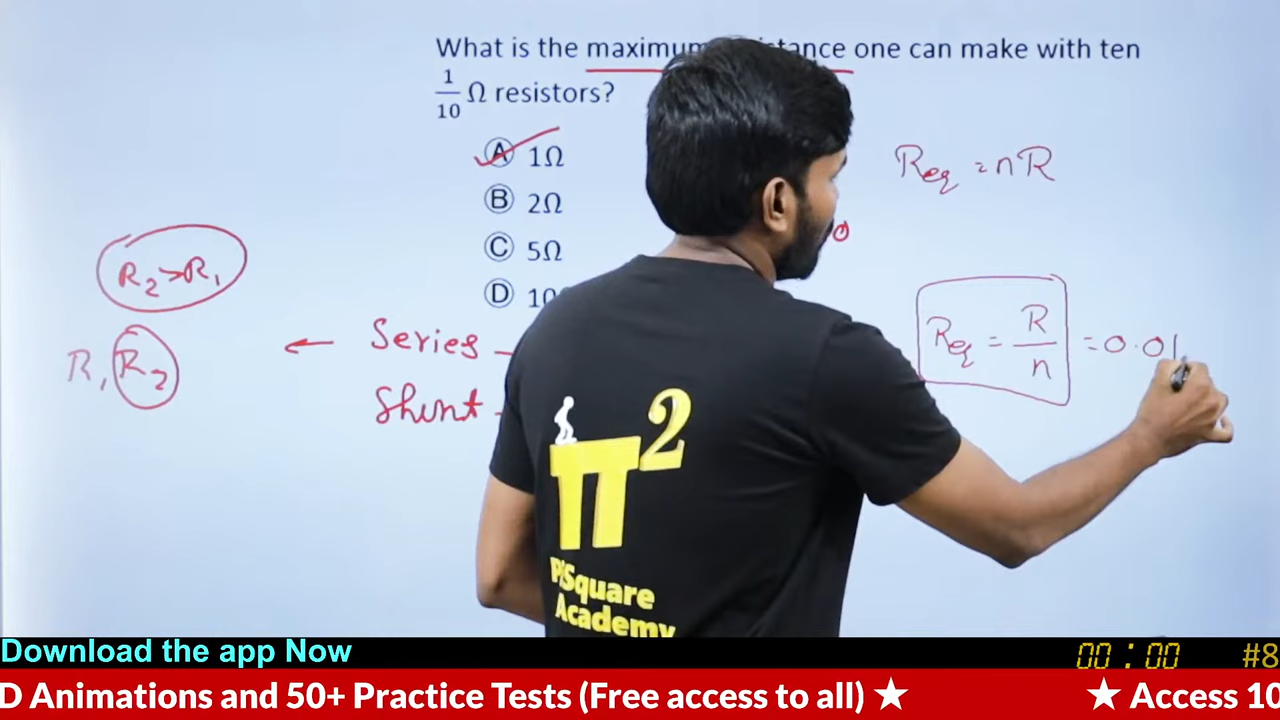 What is the maximum one can make with ten
1/10 Ω resistors?
A 1Ω
B 2Ω
C 5Ω
D
Req = nR
R2>R1
Req = R/n = 0.01
R1 R2
← Series -
Shunt -
π2
Square
Academy
Download the app Now
00 : 00 #8
D Animations and 50+ Practice Tests (Free access to all) ★ ★ Access 10